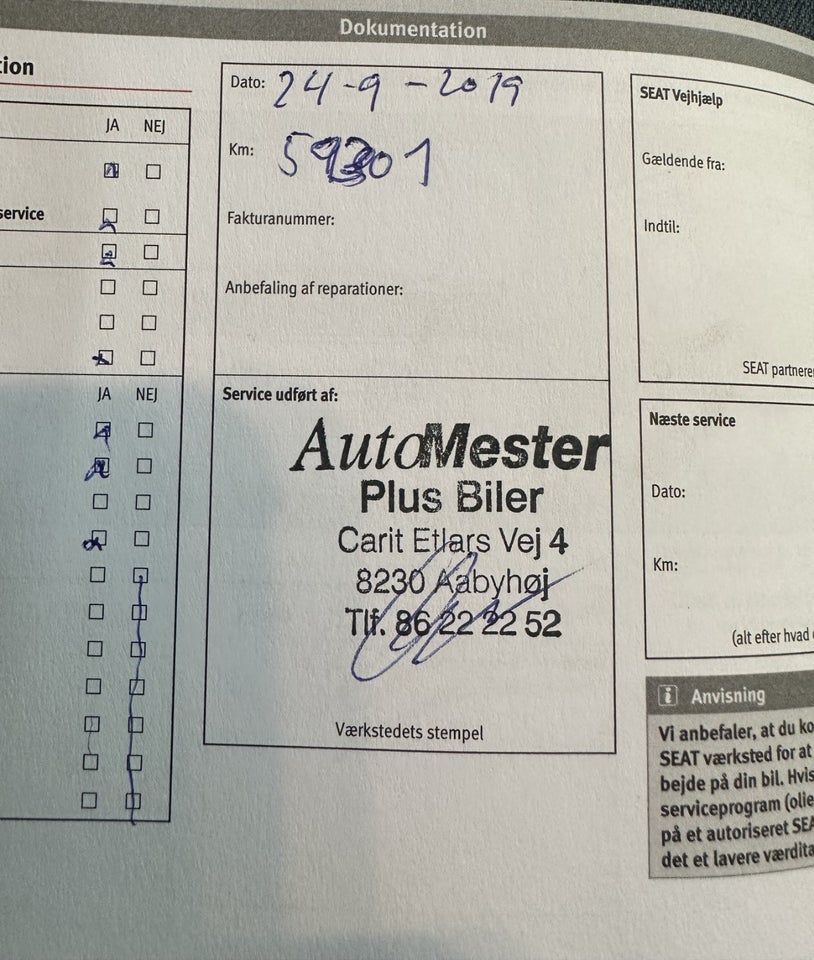 Dokumentation
tion
JA NEJ
service
JA NEJ
Dato: 24-9-2019
Km:
Fakturanummer:
Anbefaling af reparationer:
Service udført af:
AutoMester
Plus Biler
Carit Etlars Vej 4
8230 Aabyhøj
Tlf. 86 22 22 52
Værkstedets stempel
SEAT Vejhjælp
Gældende fra:
Indtil:
SEAT partnere
Næste service
Dato:
Km:
(alt efter hvad
i Anvisning
Vi anbefaler, at du ko
SEAT værksted for at
bejde på din bil. Hvis
serviceprogram (olie
på et autoriseret SEA
det et lavere værdita